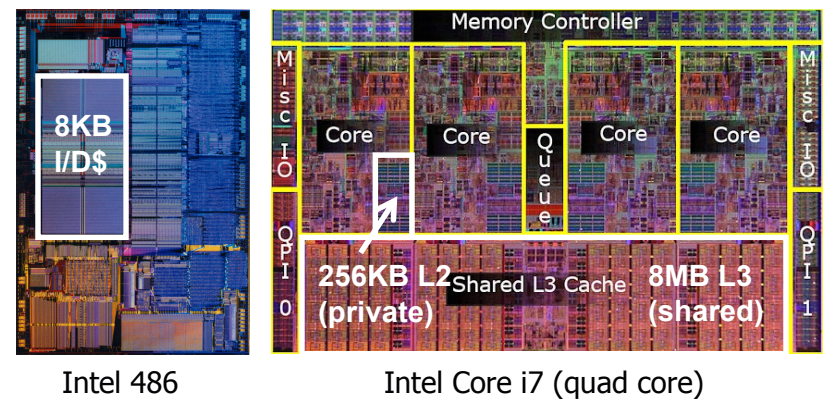 8KB
I/D$
Intel 486
Memory Controller
Misc IO
Core
Core
Queue
Core
Core
Misc IO
QPI 0
256KB L2
(private)
Shared L3 Cache
8MB L3
(shared)
QPI 1
Intel Core i7 (quad core)